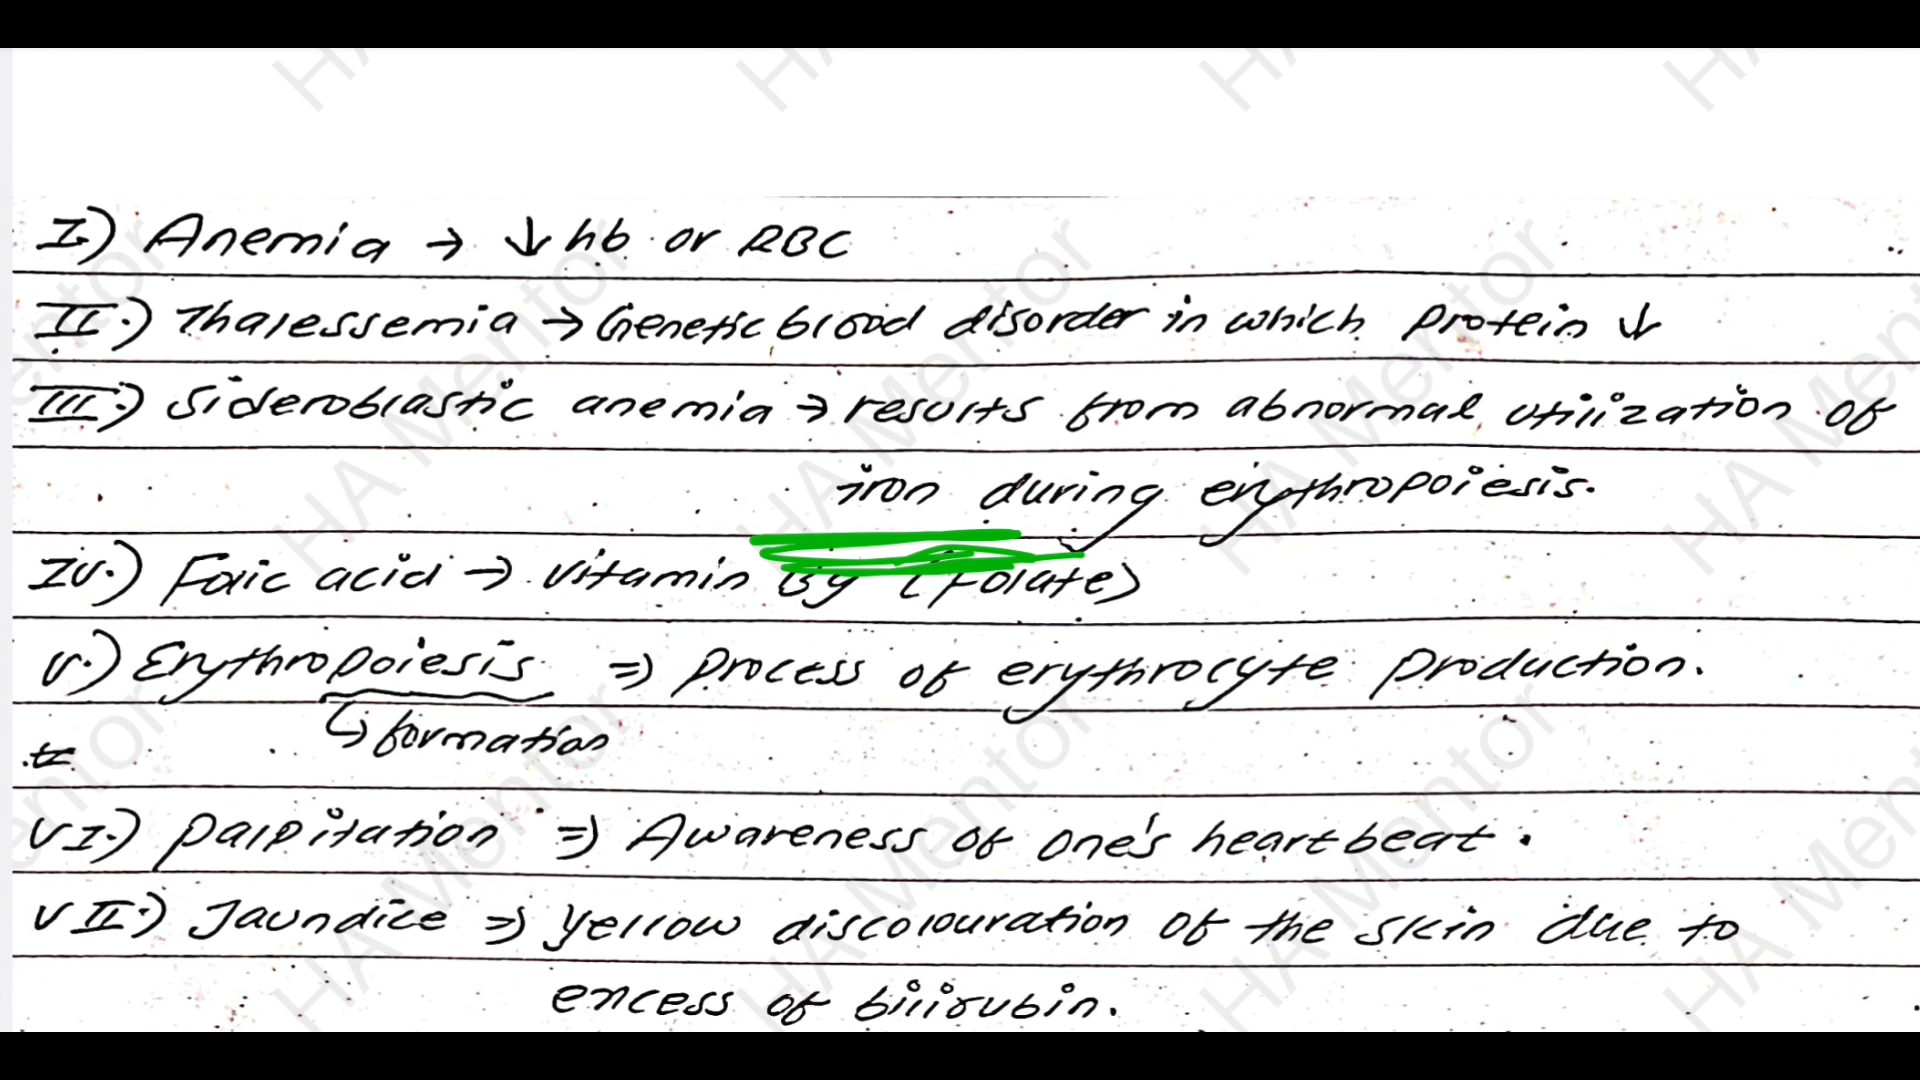 I) Anemia → ↓ hb or RBC
II.) Thalessemia → Genetic blood disorder in which protein ↓
III.) Sideroblastic anemia → results from abnormal utilization of
iron during erythropoiesis.
IV.) Folic acid → vitamin (Folate)
V.) Erythropoiesis ⇒ process of erythrocyte production.
↳ formation
VI.) palpitation ⇒ Awareness of one's heartbeat.
VII.) Jaundice ⇒ yellow discolouration of the skin due to
excess of bilirubin.
HA Mentor